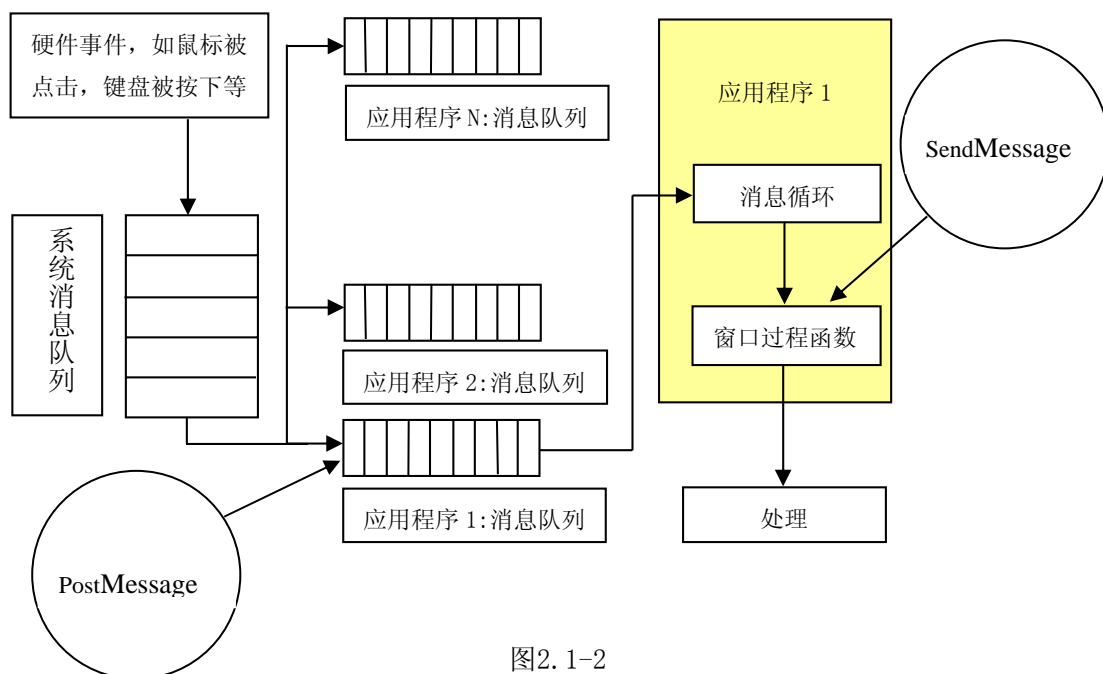 硬件事件，如鼠标被
点击，键盘被按下等
应用程序 N:消息队列
应用程序 1
SendMessage
消息循环
系统消息队列
窗口过程函数
应用程序 2:消息队列
应用程序 1:消息队列
处理
PostMessage
图2.1-2